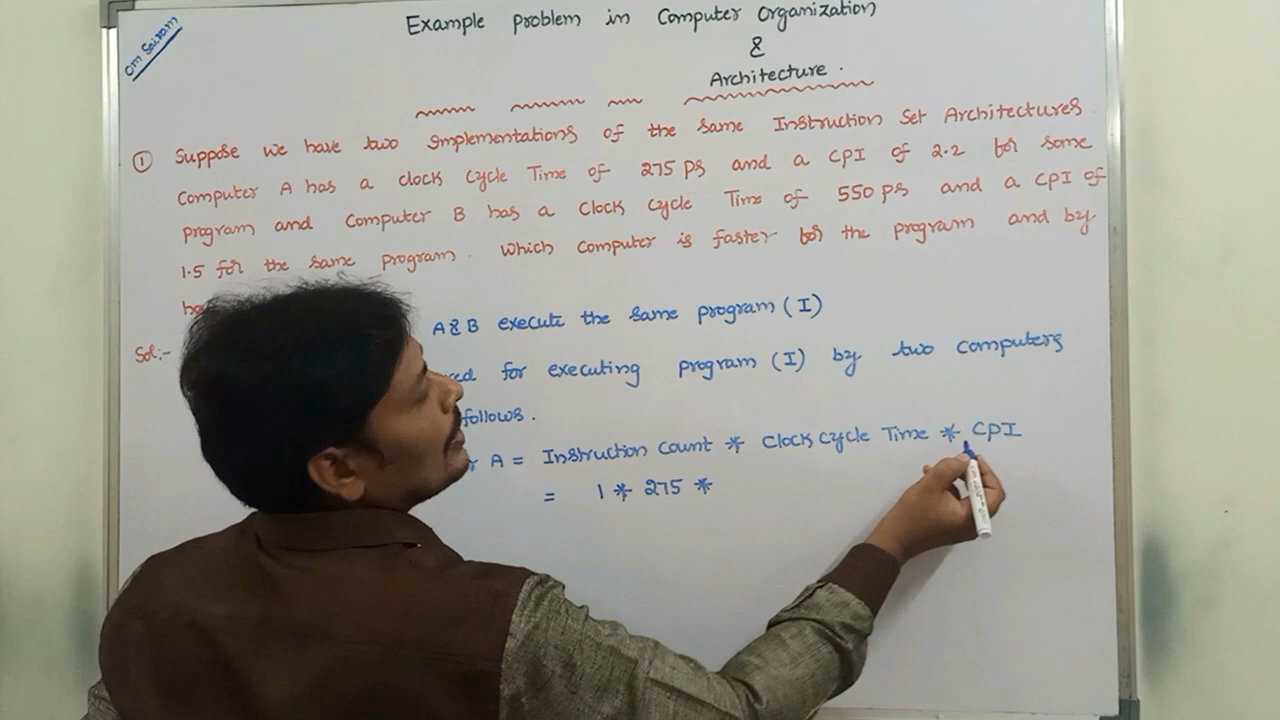 Om Sairam
Example problem in Computer Organization
&
Architecture.
① Suppose we have two Implementations of the same Instruction Set Architectures.
Computer A has a clock cycle Time of 275 ps and a CPI of 2.2 for some
program and Computer B has a clock cycle Time of 550 ps and a CPI of
1.5 for the same program. Which computer is faster for the program and by
Sol:- A & B execute the same program (I)
for executing program (I) by two computers
follows.
A = Instruction Count * Clock cycle Time * CPI
= 1 * 275 *